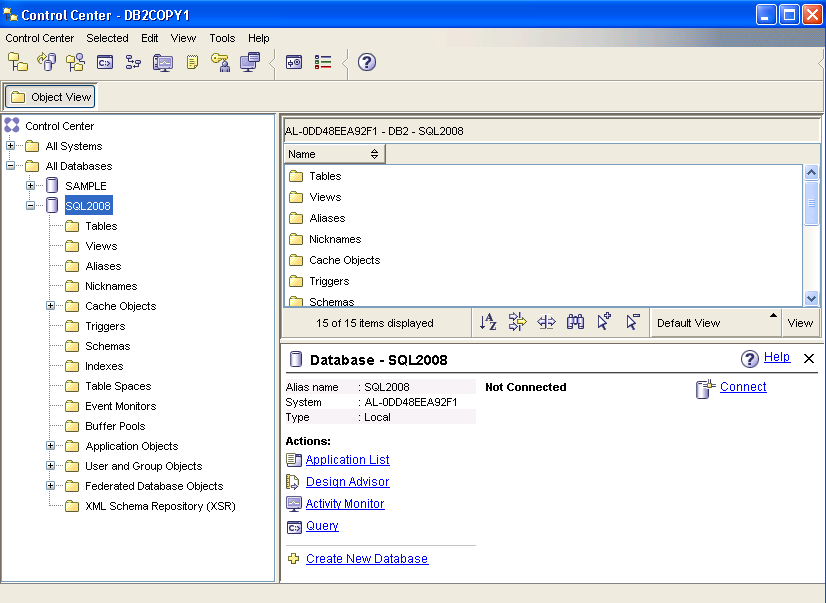 Control Center - DB2COPY1
Control Center Selected Edit View Tools Help
Object View
Control Center
All Systems
All Databases
SAMPLE
SQL2008
Tables
Views
Aliases
Nicknames
Cache Objects
Triggers
Schemas
Indexes
Table Spaces
Event Monitors
Buffer Pools
Application Objects
User and Group Objects
Federated Database Objects
XML Schema Repository (XSR)
AL-0DD48EEA92F1 - DB2 - SQL2008
Name
Tables
Views
Aliases
Nicknames
Cache Objects
Triggers
Schemas
15 of 15 items displayed
Default View
View
Database - SQL2008
Help
Alias name : SQL2008
System : AL-0DD48EEA92F1
Type : Local
Not Connected
Connect
Actions:
Application List
Design Advisor
Activity Monitor
Query
Create New Database